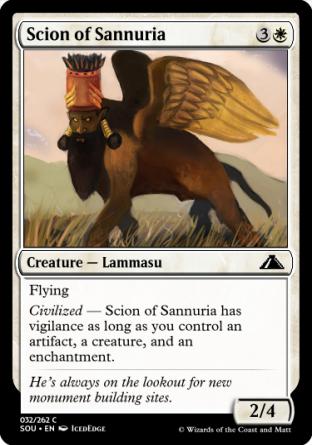 Scion of Sannuria 3
Creature — Lammasu
Flying
Civilized — Scion of Sannuria has
vigilance as long as you control an
artifact, a creature, and an
enchantment.
He's always on the lookout for new
monument building sites.
2/4
032/262 C
SOU • EN IcedEdge
© Wizards of the Coast and Matt